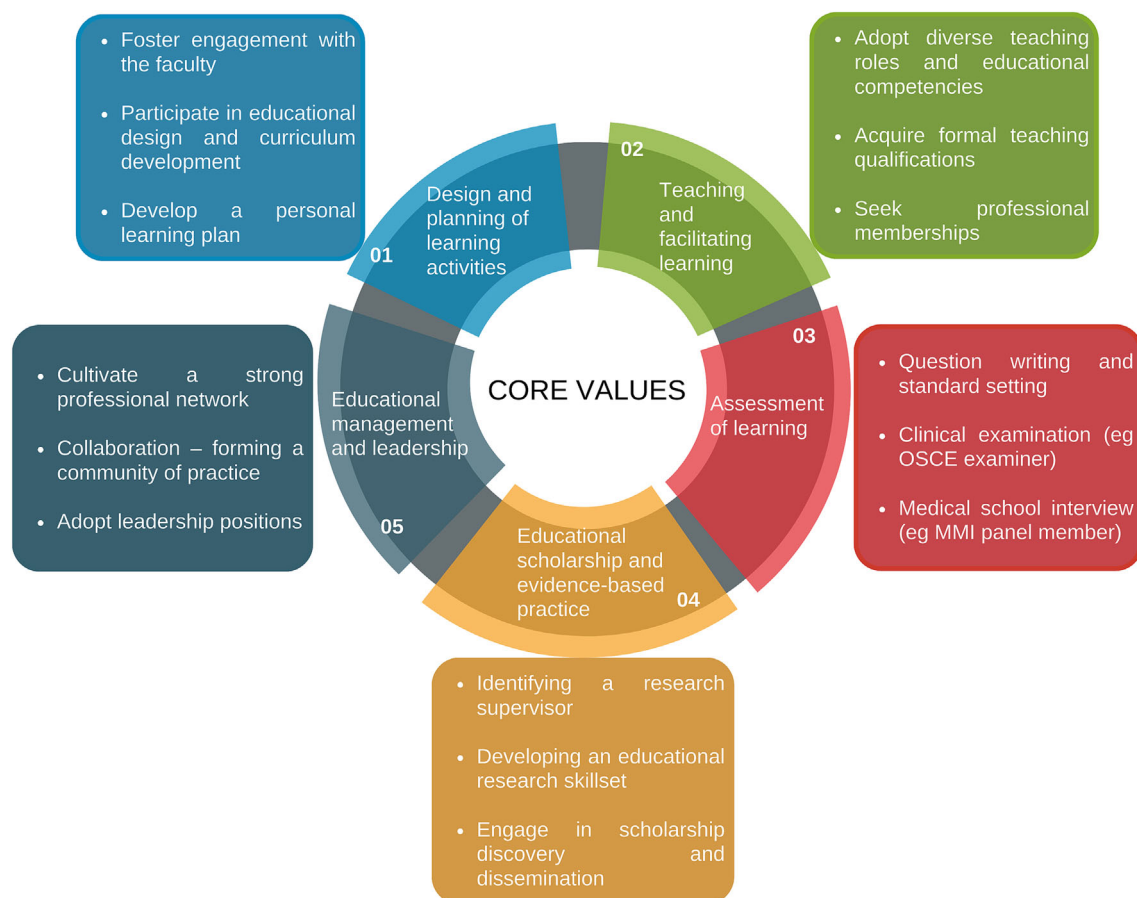 • Foster engagement with
the faculty
• Participate in educational
design and curriculum
development
• Develop a personal
learning plan
01
Design and
planning of
learning
activities
• Adopt diverse teaching
roles and educational
competencies
• Acquire formal teaching
qualifications
• Seek professional
memberships
02
Teaching
and
facilitating
learning
• Question writing and
standard setting
• Clinical examination (eg
OSCE examiner)
• Medical school interview
(eg MMI panel member)
03
Assessment
of learning
CORE VALUES
• Identifying a research
supervisor
• Developing an educational
research skillset
• Engage in scholarship
discovery and
dissemination
Educational
scholarship and
evidence-based
practice
04
• Cultivate a strong
professional network
• Collaboration – forming a
community of practice
• Adopt leadership positions
Educational
management
and leadership
05